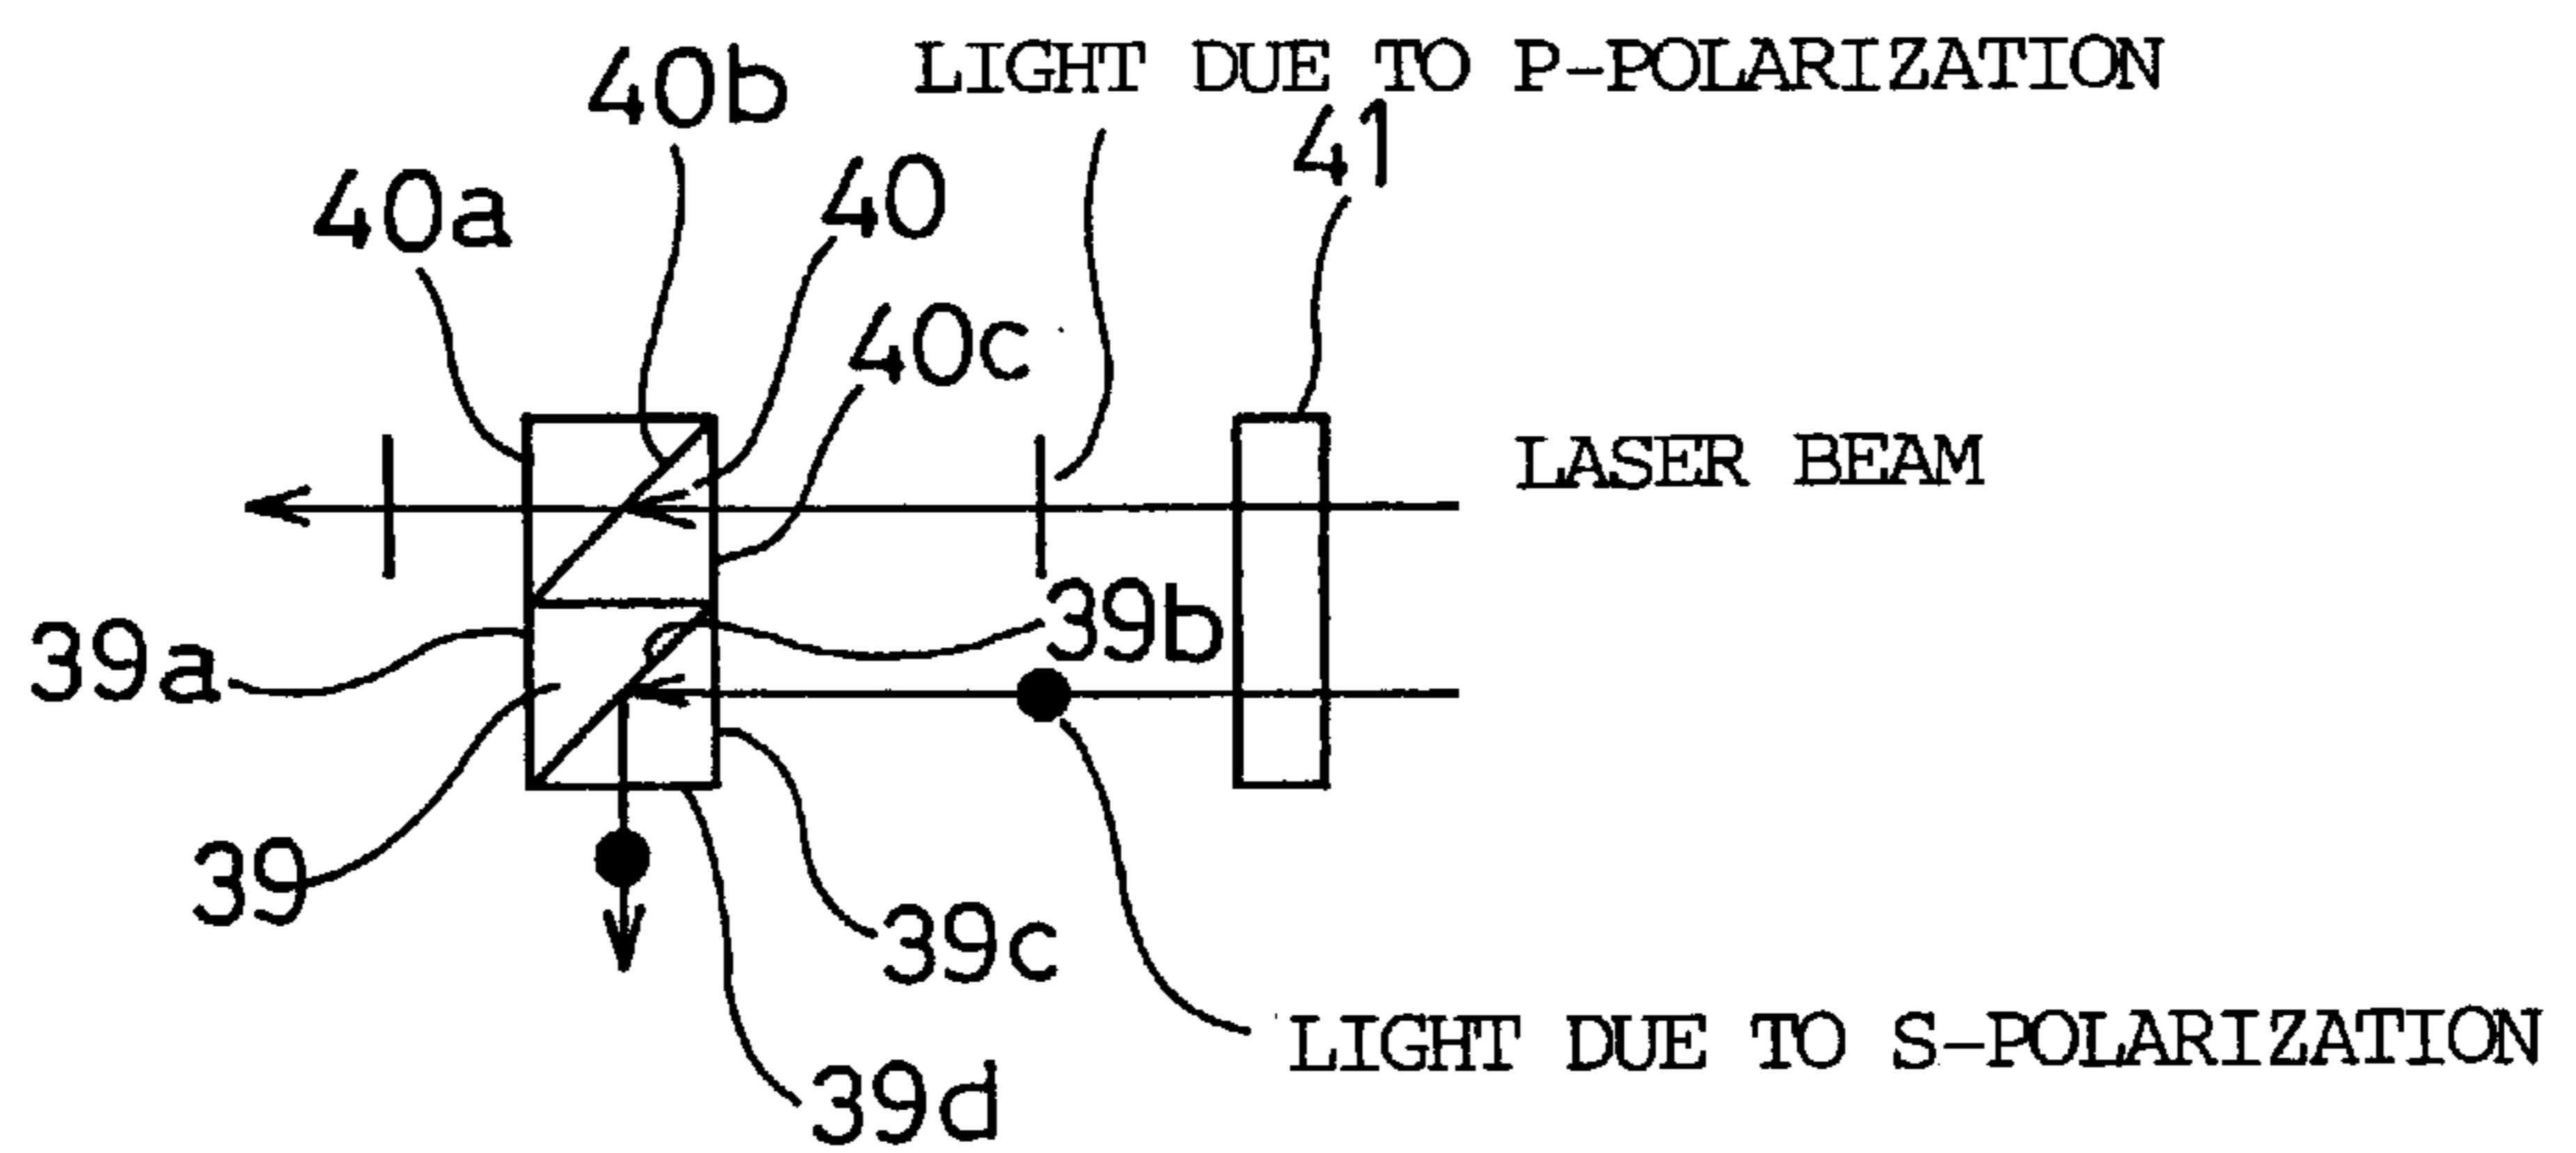 LIGHT DUE TO P-POLARIZATION
40b
41
40a
40
40c
LASER BEAM
39b
39a
39
39c
LIGHT DUE TO S-POLARIZATION
39d